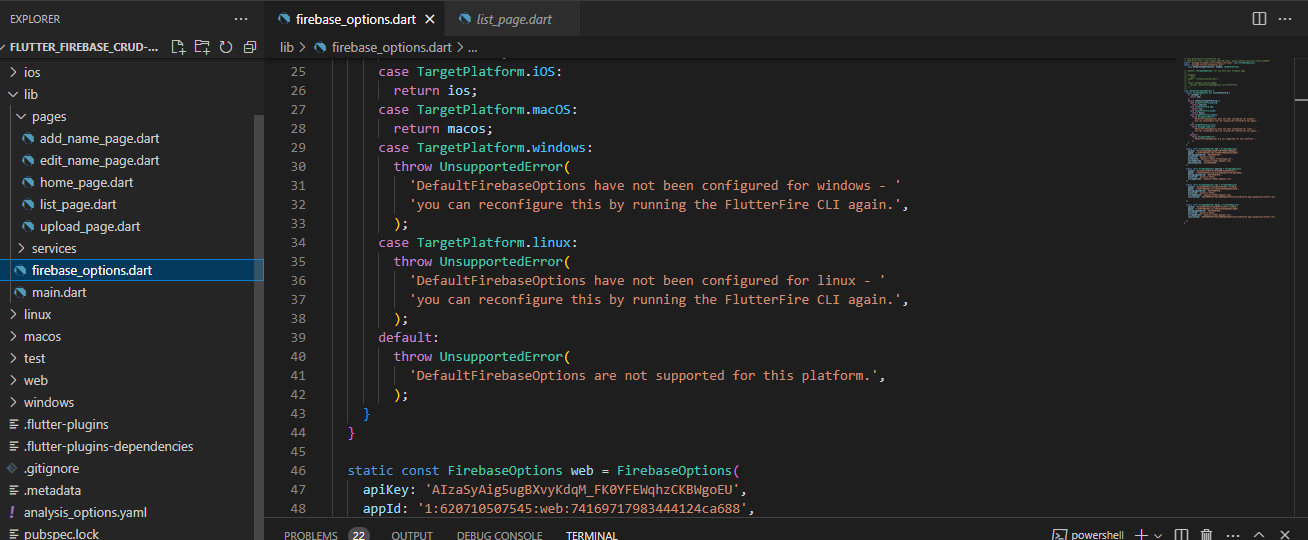 EXPLORER
FLUTTER_FIREBASE_CRUD-...
ios
lib
pages
add_name_page.dart
edit_name_page.dart
home_page.dart
list_page.dart
upload_page.dart
services
firebase_options.dart
main.dart
linux
macos
test
web
windows
.flutter-plugins
.flutter-plugins-dependencies
.gitignore
.metadata
analysis_options.yaml
pubspec.lock
firebase_options.dart
list_page.dart
lib > firebase_options.dart > ...
25 case TargetPlatform.iOS:
26 return ios;
27 case TargetPlatform.macOS:
28 return macos;
29 case TargetPlatform.windows:
30 throw UnsupportedError(
31 'DefaultFirebaseOptions have not been configured for windows - '
32 'you can reconfigure this by running the FlutterFire CLI again.',
33 );
34 case TargetPlatform.linux:
35 throw UnsupportedError(
36 'DefaultFirebaseOptions have not been configured for linux - '
37 'you can reconfigure this by running the FlutterFire CLI again.',
38 );
39 default:
40 throw UnsupportedError(
41 'DefaultFirebaseOptions are not supported for this platform.',
42 );
43 }
44 }
45
46 static const FirebaseOptions web = FirebaseOptions(
47 apiKey: 'AIzaSyAig5ugBXvyKdqM_FK0YFEWqhzCKBWgoEU',
48 appId: '1:620710507545:web:74169717983444124ca688',
PROBLEMS 22 OUTPUT DEBUG CONSOLE TERMINAL
powershell